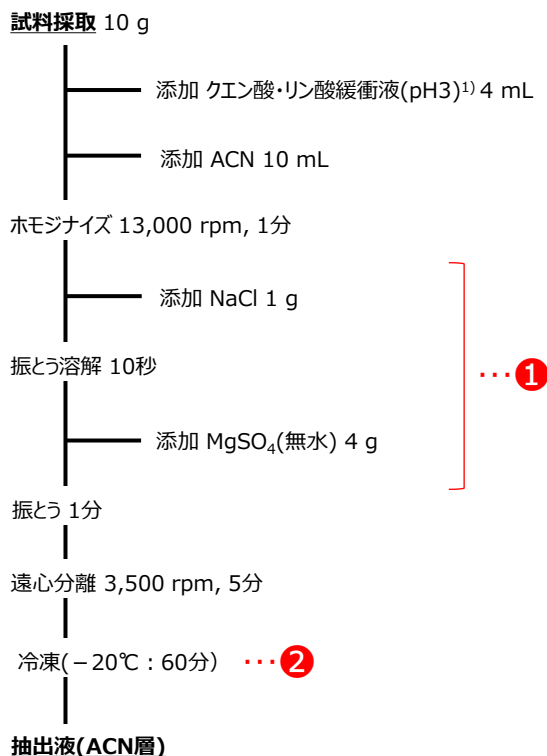 試料採取 10 g
添加 クエン酸・リン酸緩衝液(pH3)1) 4 mL
添加 ACN 10 mL
ホモジナイズ 13,000 rpm, 1分
添加 NaCl 1 g
振とう溶解 10秒
…❶
添加 MgSO4(無水) 4 g
振とう 1分
遠心分離 3,500 rpm, 5分
冷凍(－20℃：60分) …❷
抽出液(ACN層)